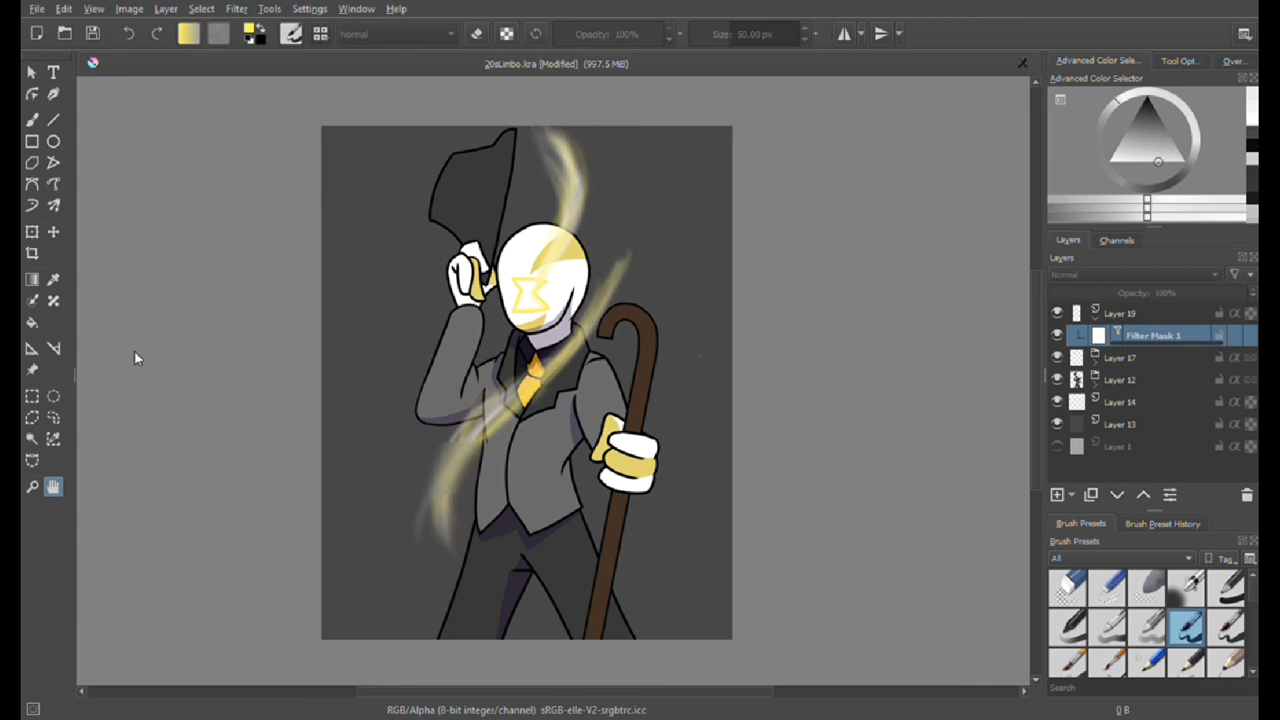 File Edit View Image Layer Select Filter Tools Settings Window Help
Normal Opacity: 100% Size: 50.00 px
20sLimbo.kra [Modified] (997.5 MiB)
Advanced Color Sele... Tool Opt... Over...
Advanced Color Selector
Layers Channels
Layers
Normal
Opacity: 100%
Layer 19
Filter Mask 1
Layer 17
Layer 12
Layer 14
Layer 13
Layer 1
Brush Presets Brush Preset History
Brush Presets
All Tag
Search
RGB/Alpha (8-bit integer/channel) sRGB-elle-V2-srgbtrc.icc 0 B